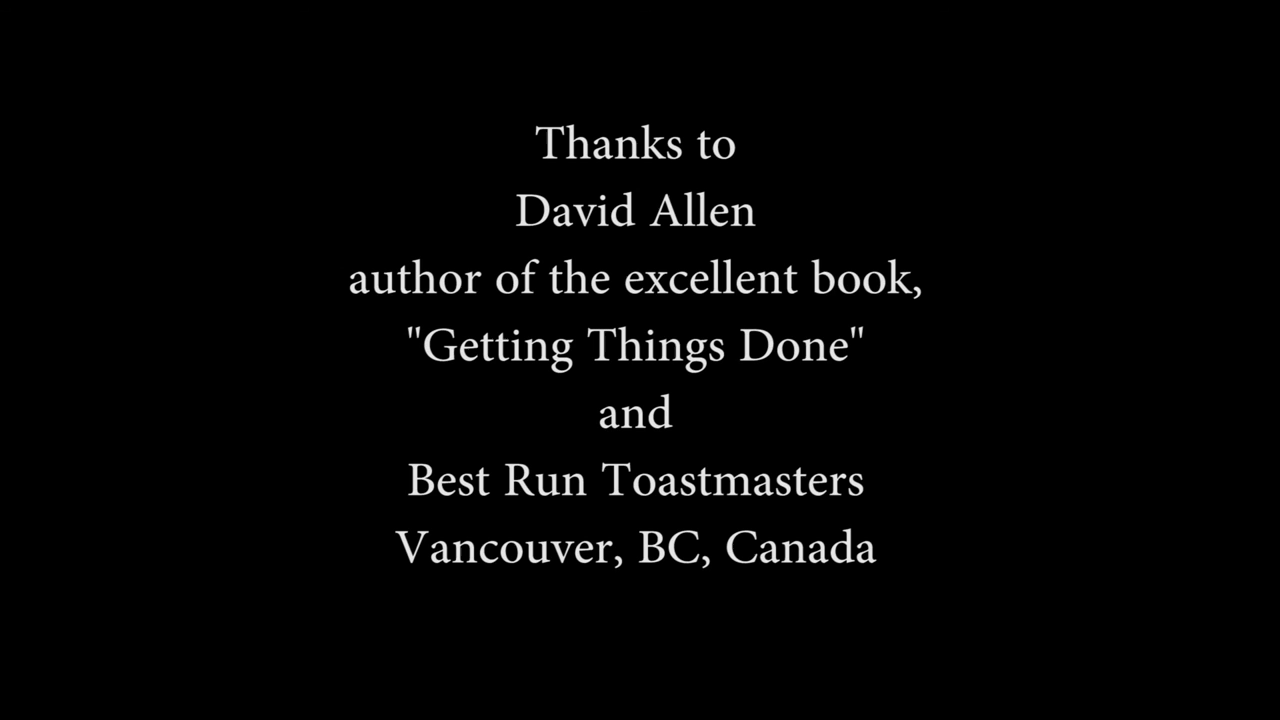 Thanks to
David Allen
author of the excellent book,
"Getting Things Done"
and
Best Run Toastmasters
Vancouver, BC, Canada